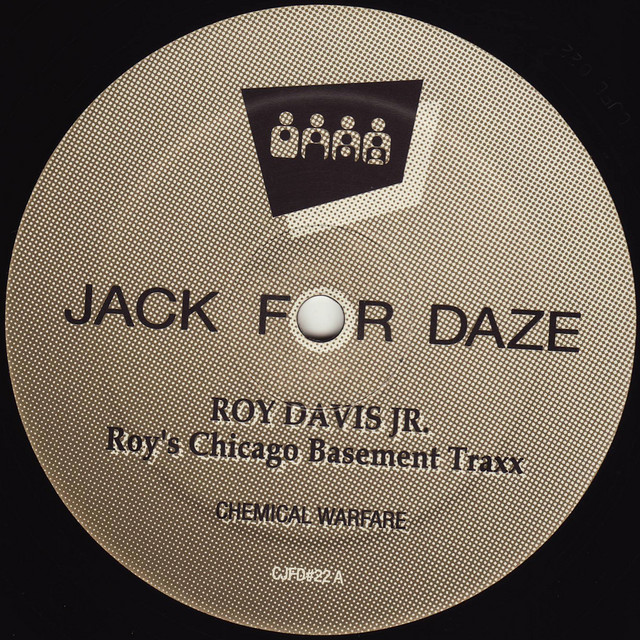 JACK FOR DAZE
ROY DAVIS JR.
Roy's Chicago Basement Traxx
CHEMICAL WARFARE
CJFD#22 A